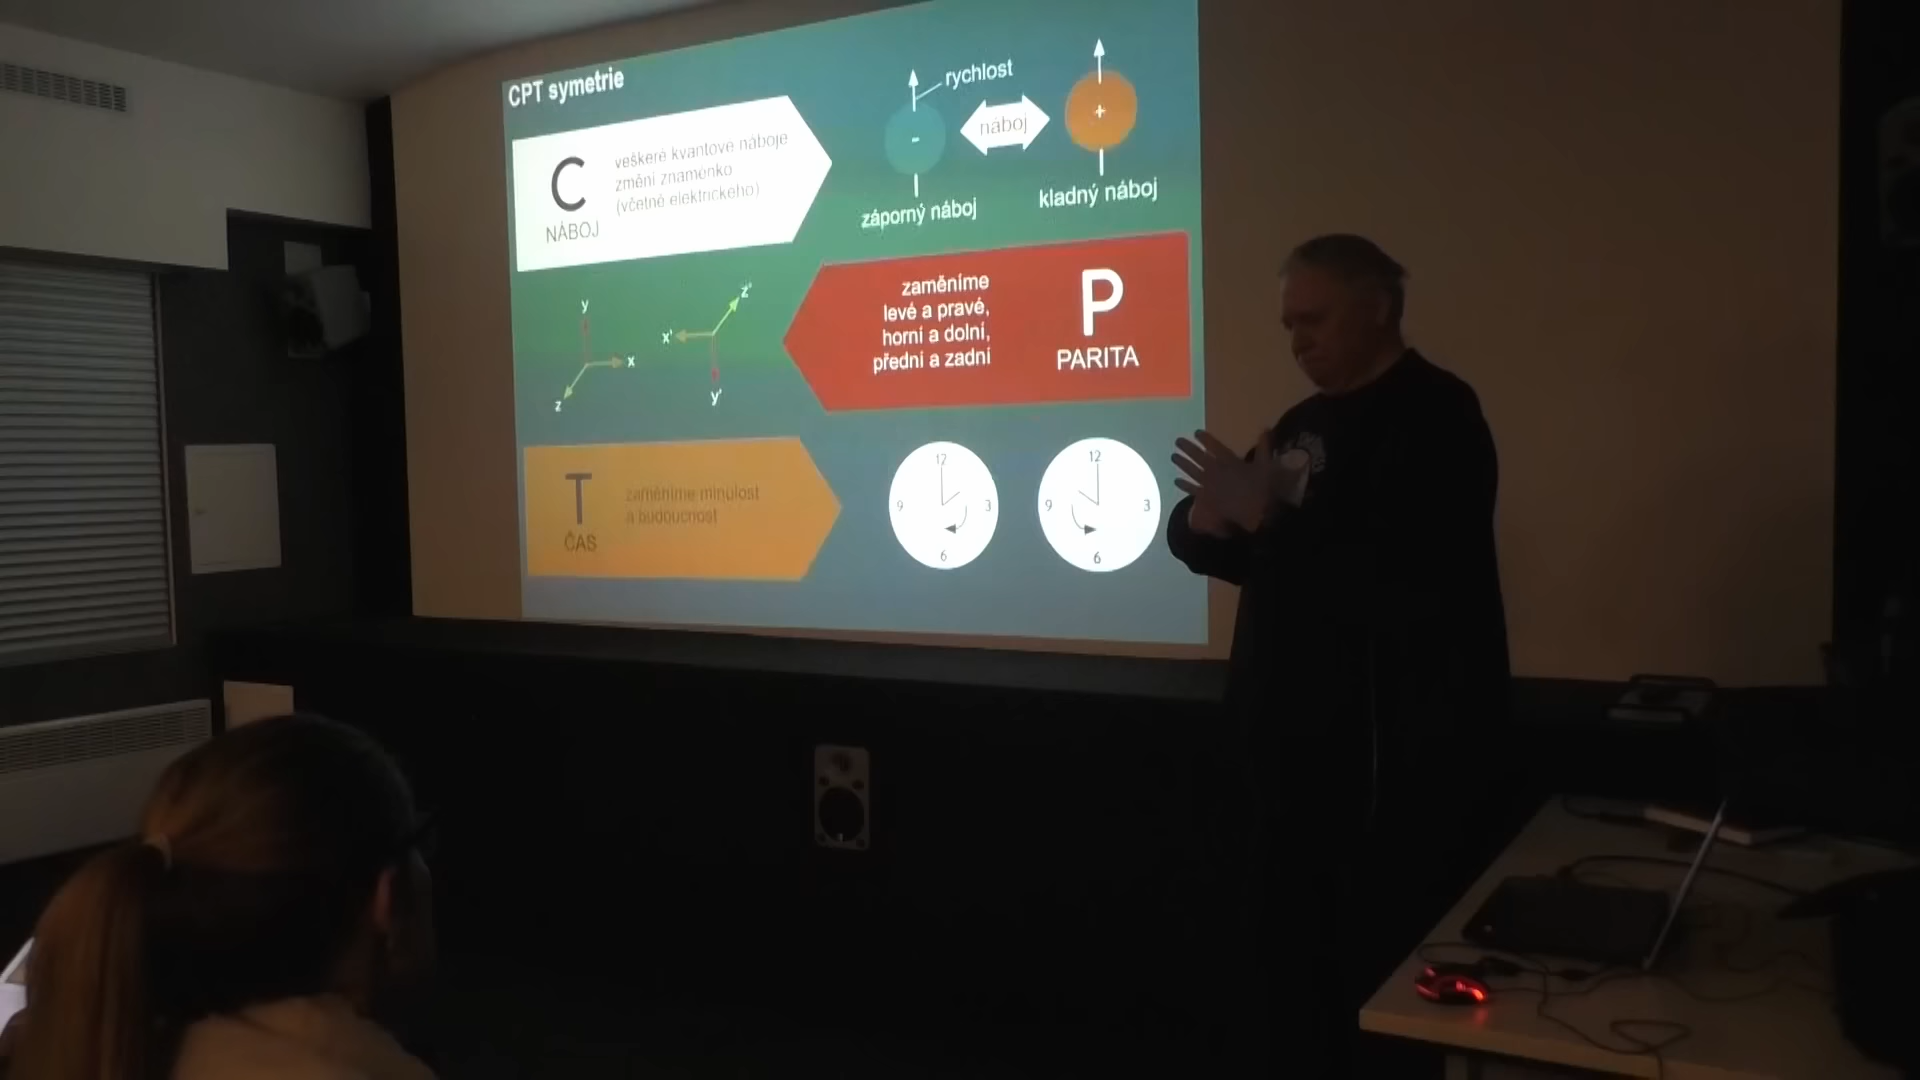 CPT symetrie
C
NÁBOJ
veškeré kvantové náboje
změní znaménko
(včetně elektrického)
rychlost
-
náboj
+
záporný náboj
kladný náboj
y
x
z
z'
x'
y'
zaměníme
levé a pravé,
horní a dolní,
přední a zadní
P
PARITA
T
ČAS
zaměníme minulost
a budoucnost
12
9
3
6
12
9
3
6